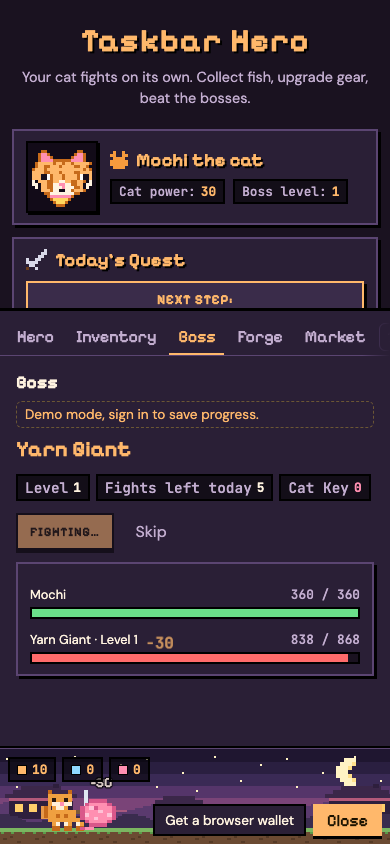 Taskbar Hero
Your cat fights on its own. Collect fish, upgrade gear,
beat the bosses.
Mochi the cat
Cat power: 30 Boss level: 1
Today's Quest
NEXT STEP:
Hero Inventory Boss Forge Market
Boss
Demo mode, sign in to save progress.
Yarn Giant
Level 1 Fights left today 5 Cat Key 0
FIGHTING… Skip
Mochi 360 / 360
Yarn Giant · Level 1 -30 838 / 868
10 0 0
-30
Get a browser wallet Close